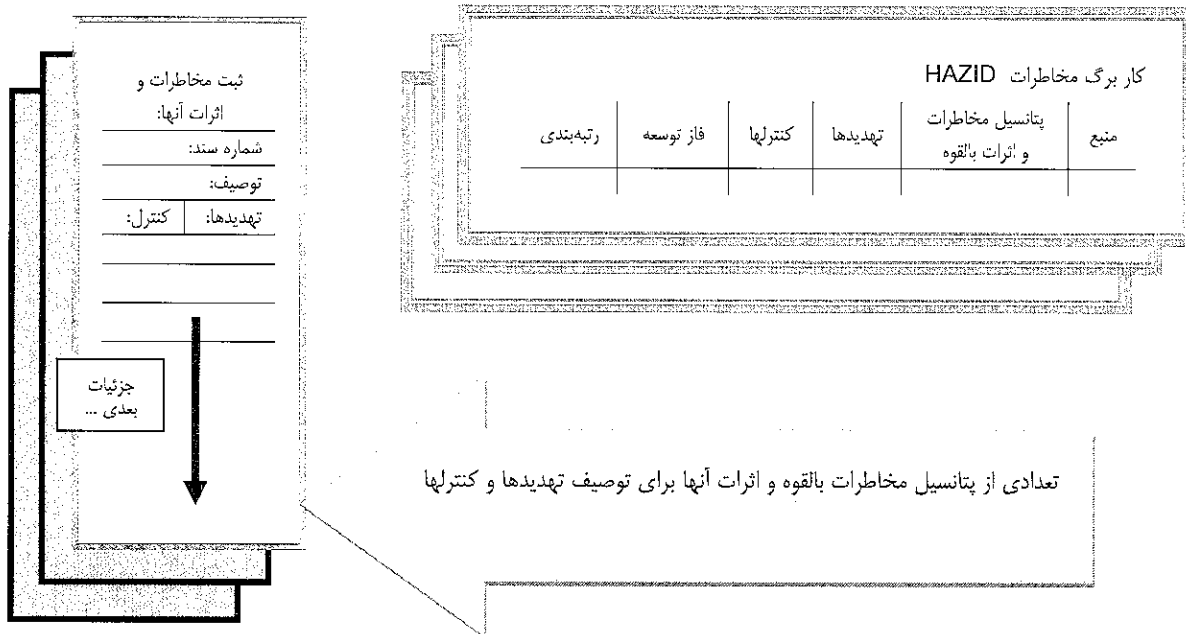 کار برگ مخاطرات HAZID
منبع
پتانسیل مخاطرات
و اثرات بالقوه
تهدیدها
کنترلها
فاز توسعه
رتبه‌بندی
ثبت مخاطرات و
اثرات آنها:
شماره سند:
توصیف:
تهدیدها:
کنترل:
جزئیات
بعدی ...
تعدادی از پتانسیل مخاطرات بالقوه و اثرات آنها برای توصیف تهدیدها و کنترلها